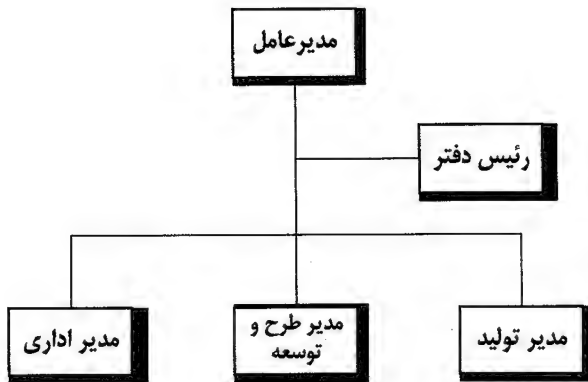 مدیرعامل
رئیس دفتر
مدیر تولید
مدیر طرح و
توسعه
مدیر اداری